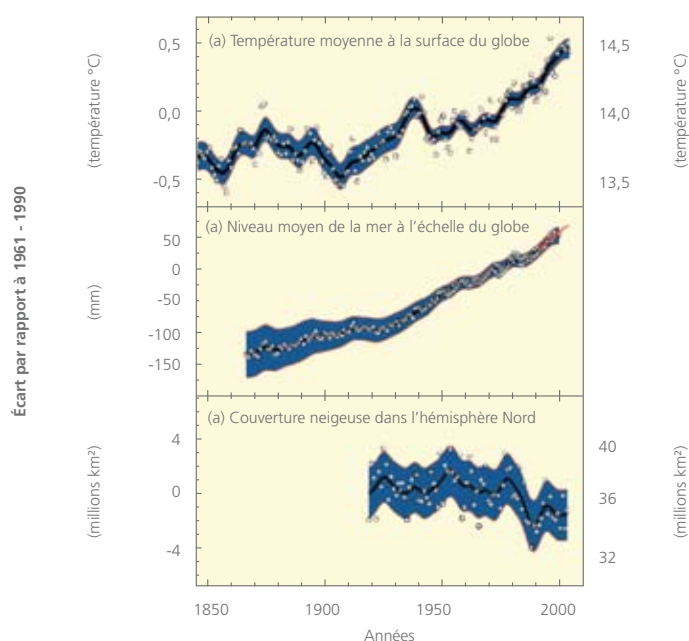 Écart par rapport à 1961 - 1990
(a) Température moyenne à la surface du globe
(température °C)
0,5
0,0
-0,5
14,5
14,0
13,5
(température °C)
(a) Niveau moyen de la mer à l'échelle du globe
(mm)
50
0
-50
-100
-150
(a) Couverture neigeuse dans l'hémisphère Nord
(millions km²)
4
0
-4
40
36
32
(millions km²)
1850 1900 1950 2000
Années